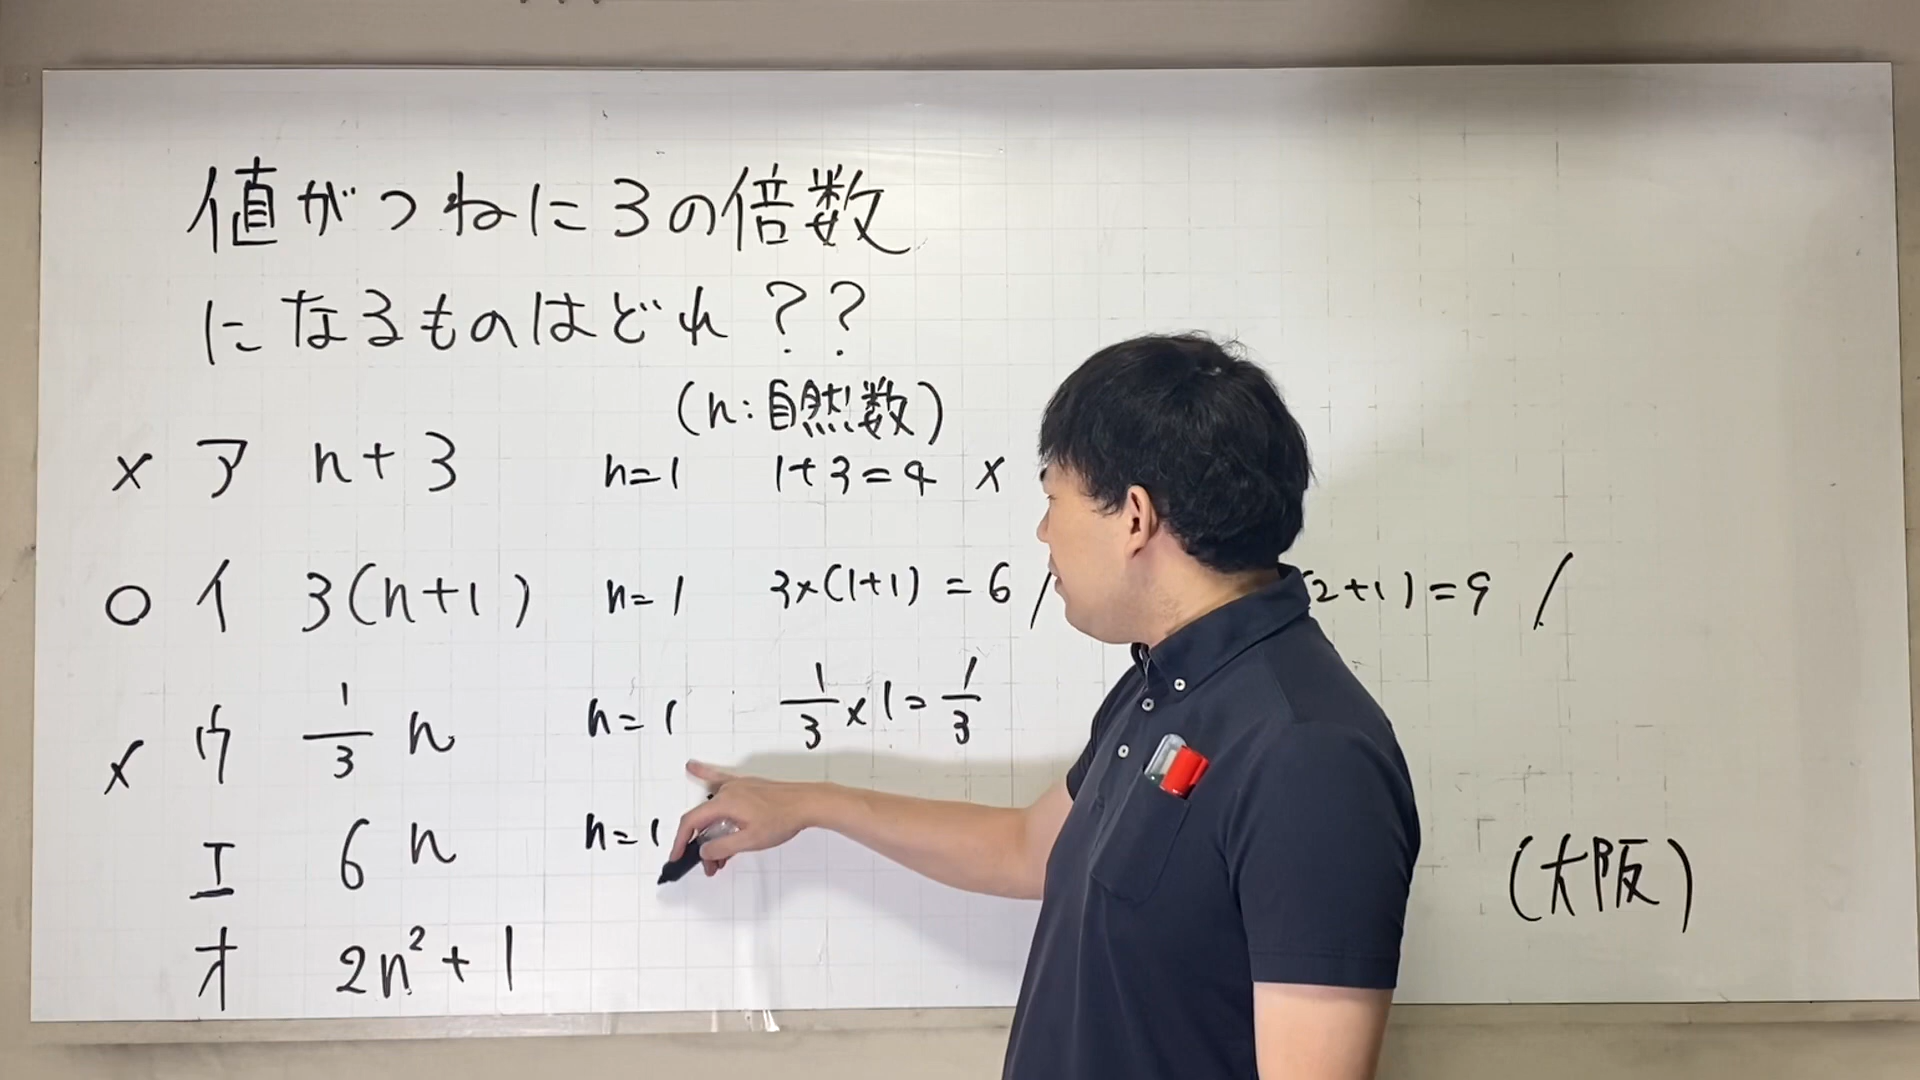 値がつねに3の倍数
になるものはどれ??
(n:自然数)
× ア n+3 n=1 1+3=4 ×
○ イ 3(n+1) n=1 3×(1+1)=6 / (2+1)=9 /
× ウ 1/3 n n=1 1/3×1=1/3
エ 6n n=1
オ 2n²+1
(大阪)